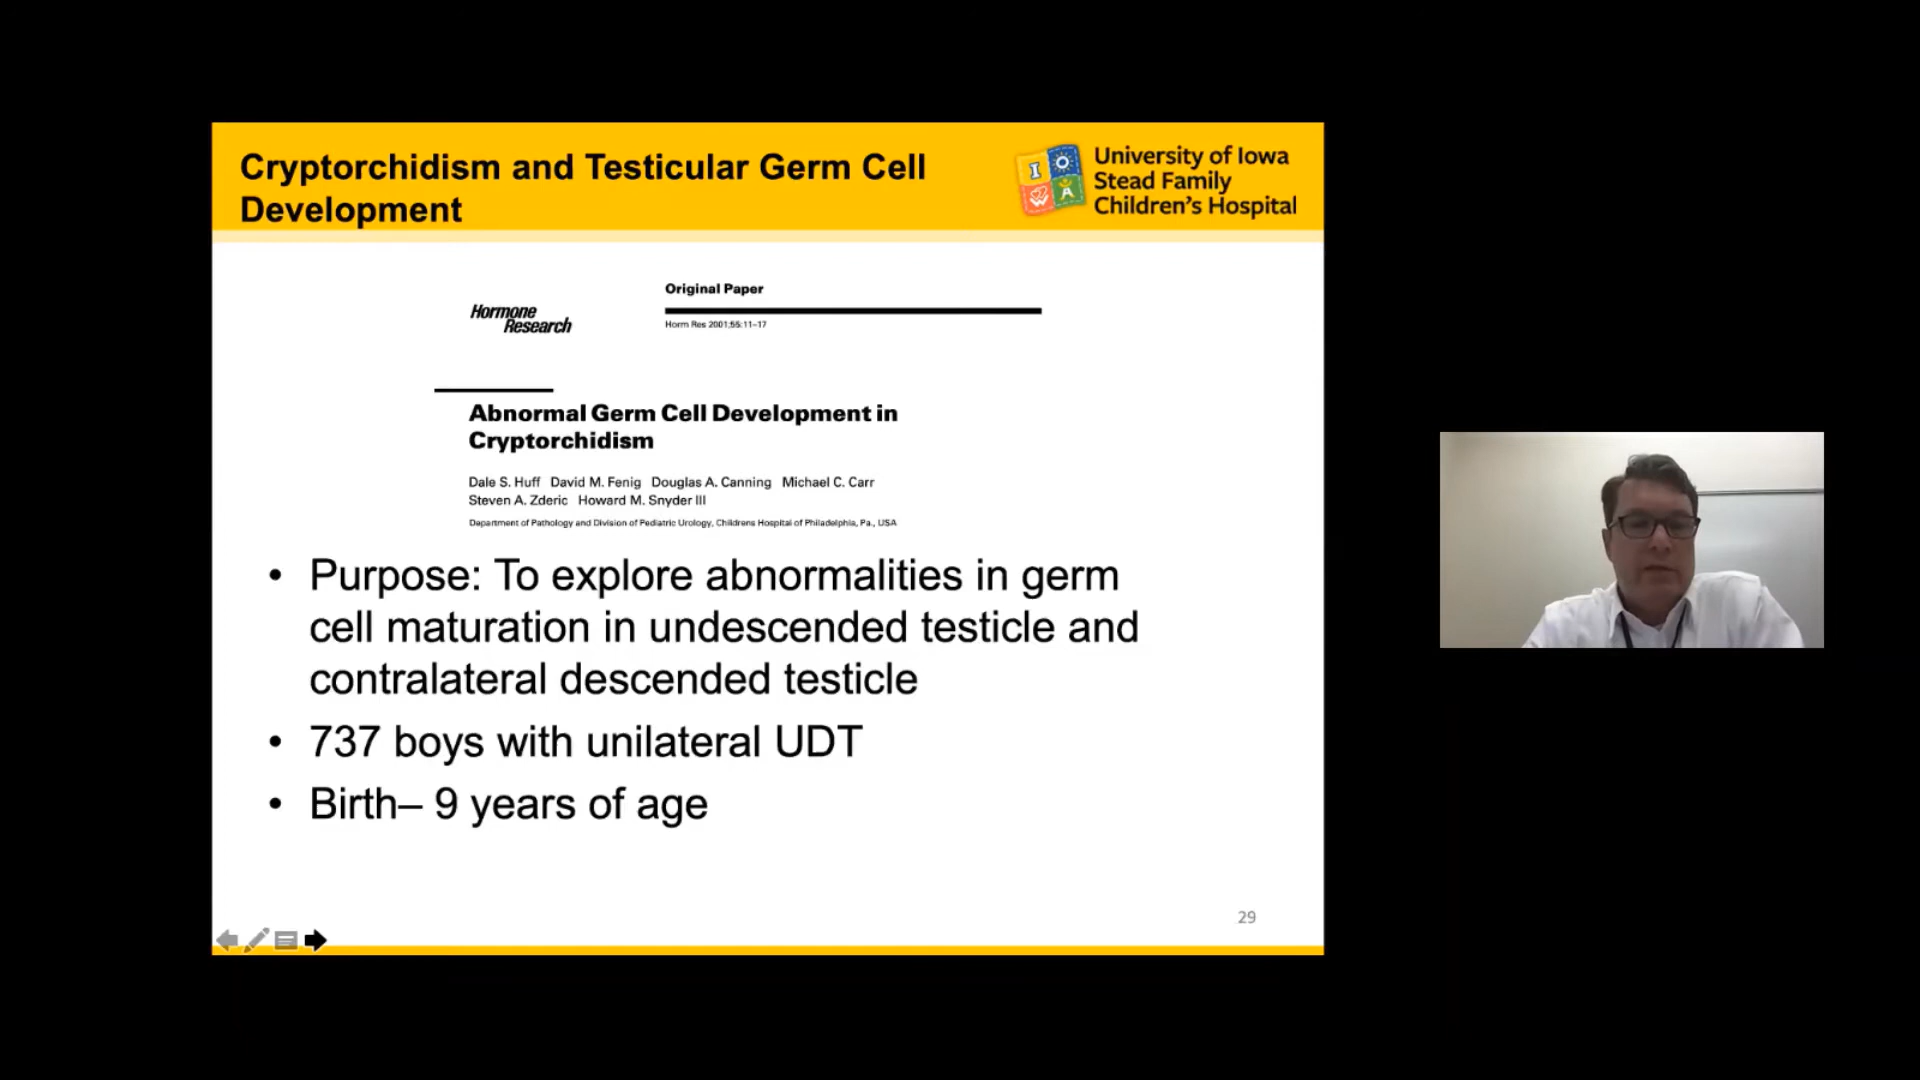 Cryptorchidism and Testicular Germ Cell
Development
University of Iowa
Stead Family
Children's Hospital
Original Paper
Hormone
Research
Horm Res 2001;55:11–17
Abnormal Germ Cell Development in
Cryptorchidism
Dale S. Huff David M. Fenig Douglas A. Canning Michael C. Carr
Steven A. Zderic Howard M. Snyder III
Department of Pathology and Division of Pediatric Urology, Childrens Hospital of Philadelphia, Pa., USA
• Purpose: To explore abnormalities in germ
cell maturation in undescended testicle and
contralateral descended testicle
• 737 boys with unilateral UDT
• Birth– 9 years of age
29